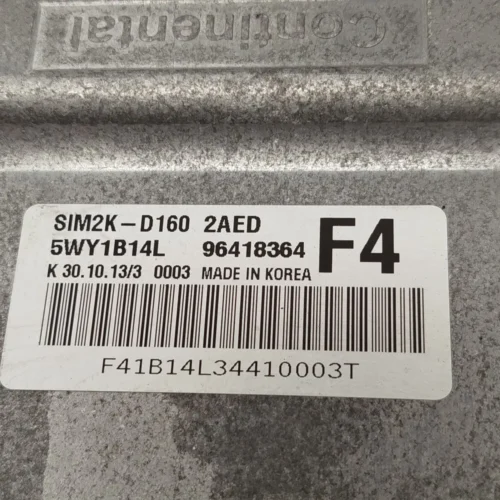 Continental
SIM2K-D160 2AED
5WY1B14L 96418364 F4
K 30.10.13/3 0003 MADE IN KOREA
F41B14L34410003T